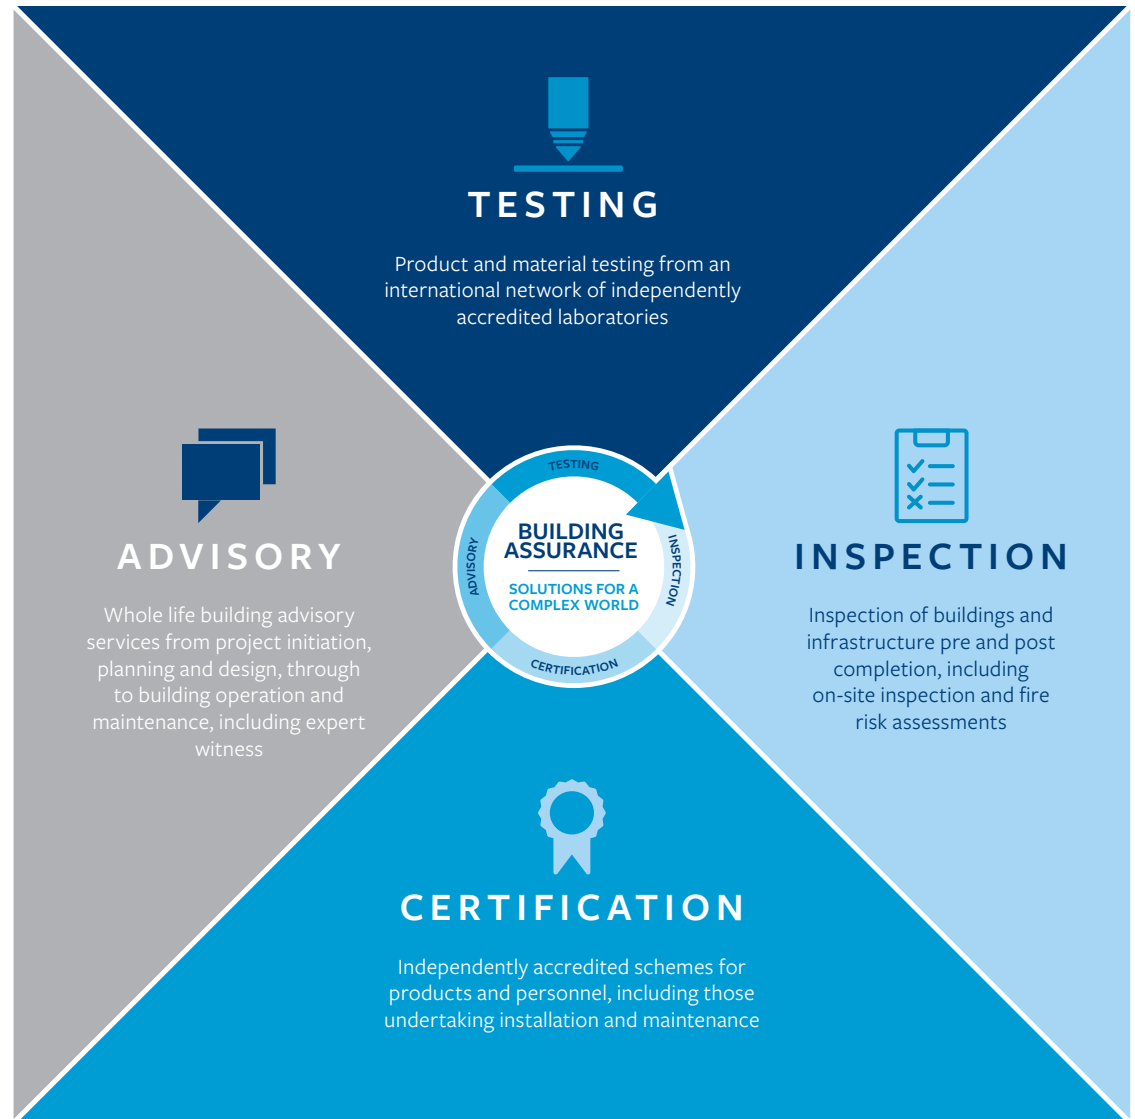 TESTING
Product and material testing from an
international network of independently
accredited laboratories
ADVISORY
Whole life building advisory
services from project initiation,
planning and design, through
to building operation and
maintenance, including expert
witness
TESTING
INSPECTION
CERTIFICATION
ADVISORY
BUILDING
ASSURANCE
SOLUTIONS FOR A
COMPLEX WORLD
INSPECTION
Inspection of buildings and
infrastructure pre and post
completion, including
on-site inspection and fire
risk assessments
CERTIFICATION
Independently accredited schemes for
products and personnel, including those
undertaking installation and maintenance